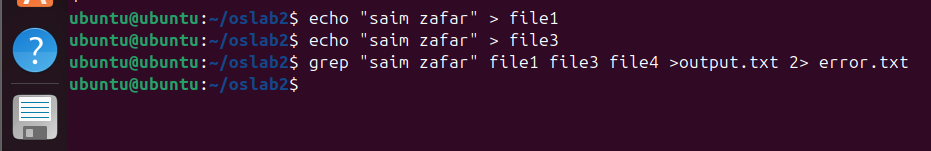 ubuntu@ubuntu:~/oslab2$ echo "saim zafar" > file1
ubuntu@ubuntu:~/oslab2$ echo "saim zafar" > file3
ubuntu@ubuntu:~/oslab2$ grep "saim zafar" file1 file3 file4 >output.txt 2> error.txt
ubuntu@ubuntu:~/oslab2$